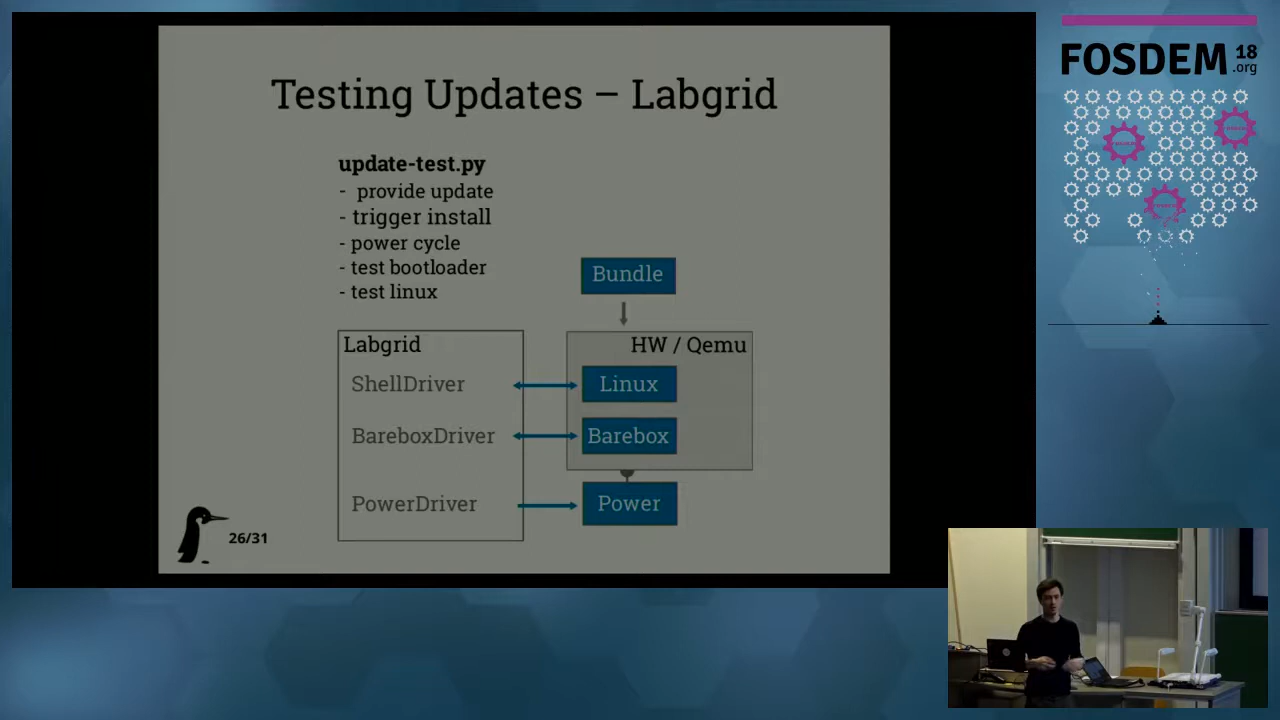 Testing Updates – Labgrid
update-test.py
- provide update
- trigger install
- power cycle
- test bootloader
- test linux
Bundle
Labgrid
HW / Qemu
ShellDriver
Linux
BareboxDriver
Barebox
PowerDriver
Power
26/31
FOSDEM 18
.org